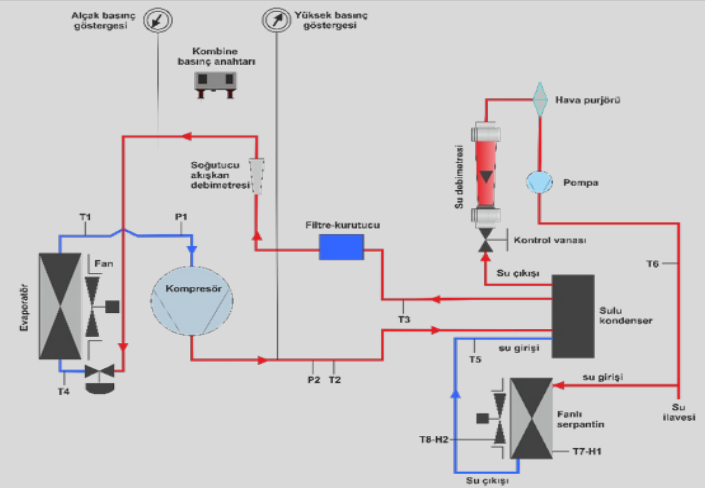 Alçak basınç
göstergesi
Yüksek basınç
göstergesi
Kombine
basınç anahtarı
Hava purjörü
Su debimetresi
Soğutucu
akışkan
debimetresi
Pompa
T1
P1
Filtre-kurutucu
Kontrol vanası
Fan
T6
Su çıkışı
Evaparatör
Kompresör
T3
Sulu
kondenser
su girişi
T5
T4
P2
T2
su girişi
Su
ilavesi
Fanlı
serpantin
T8-H2
T7-H1
Su çıkışı